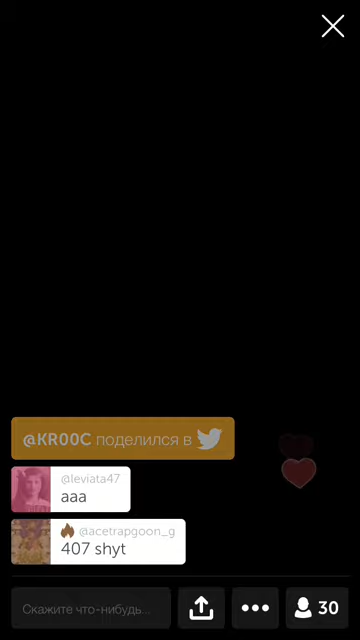 @KR00C поделился в
@leviata47
aaa
@acetrapgoon_g
407 shyt
Скажите что-нибудь...
30